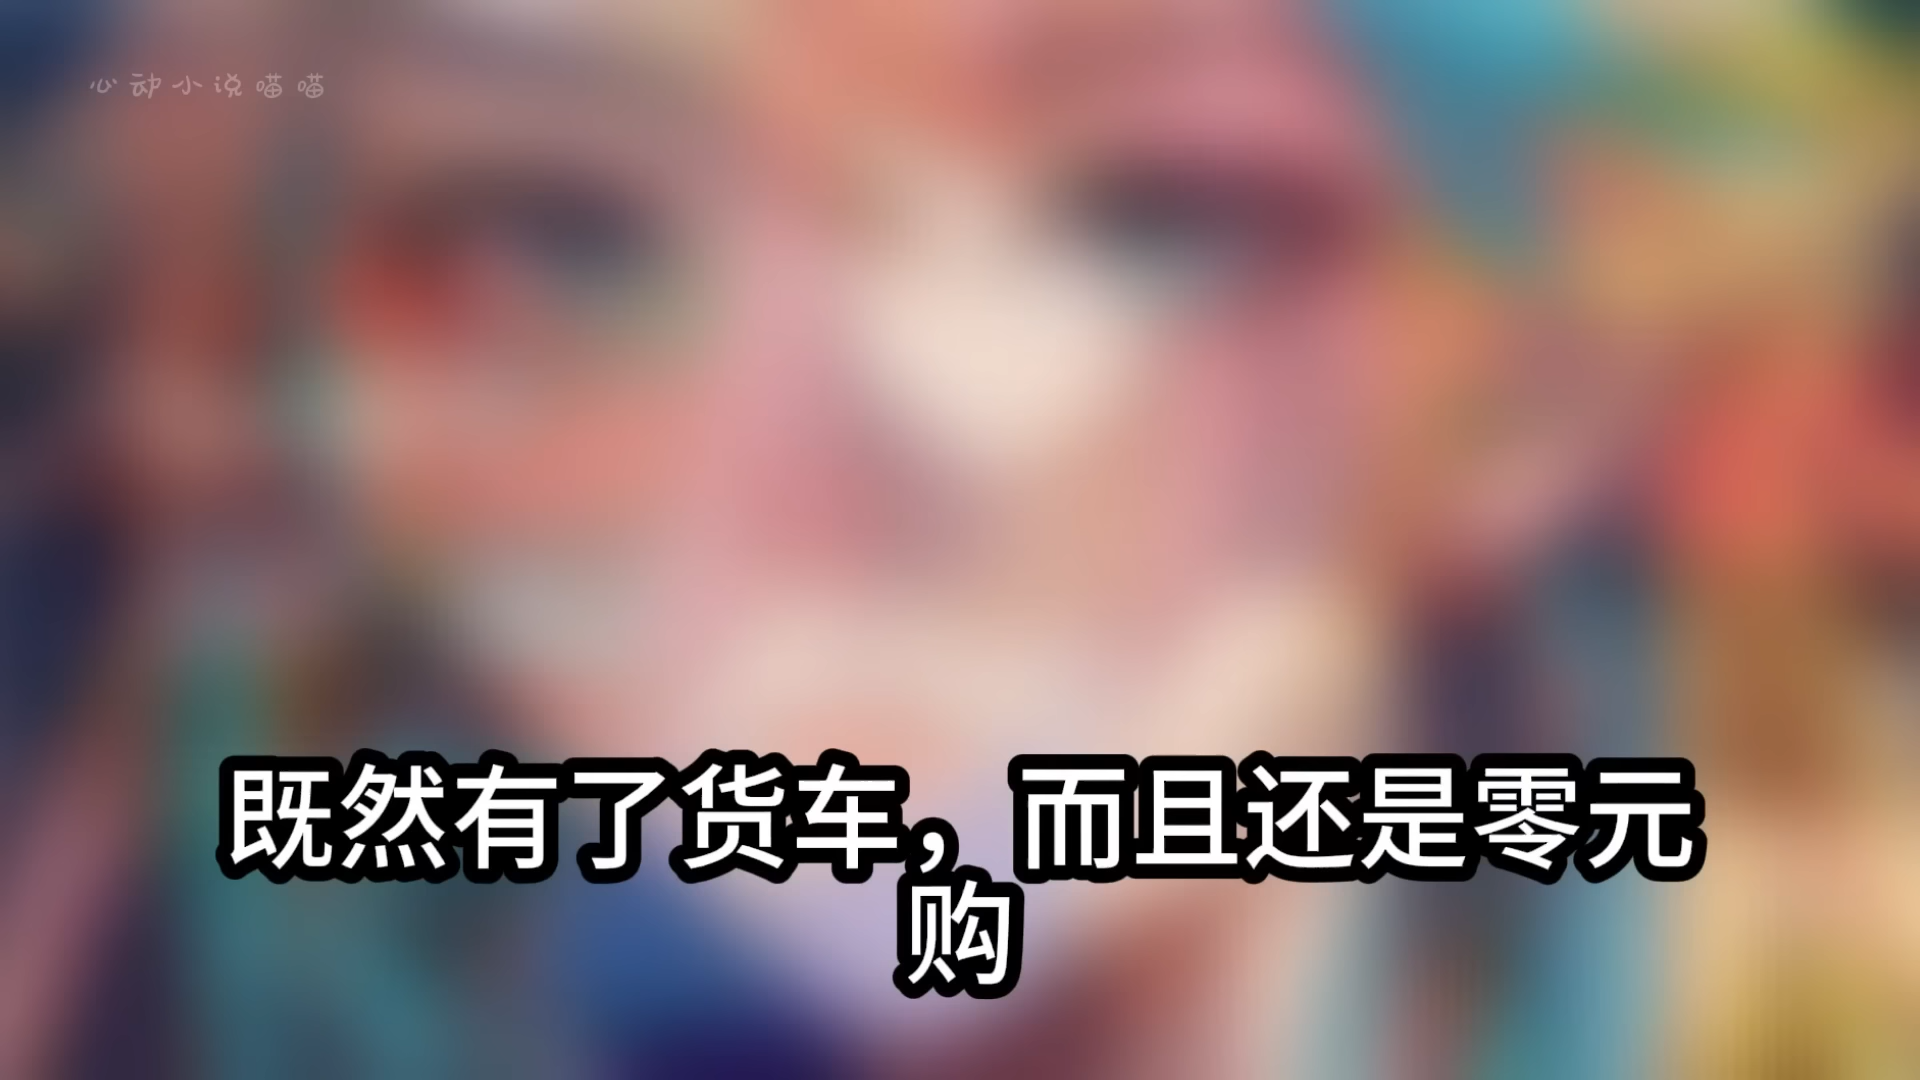 心动小说喵喵
既然有了货车，而且还是零元
购